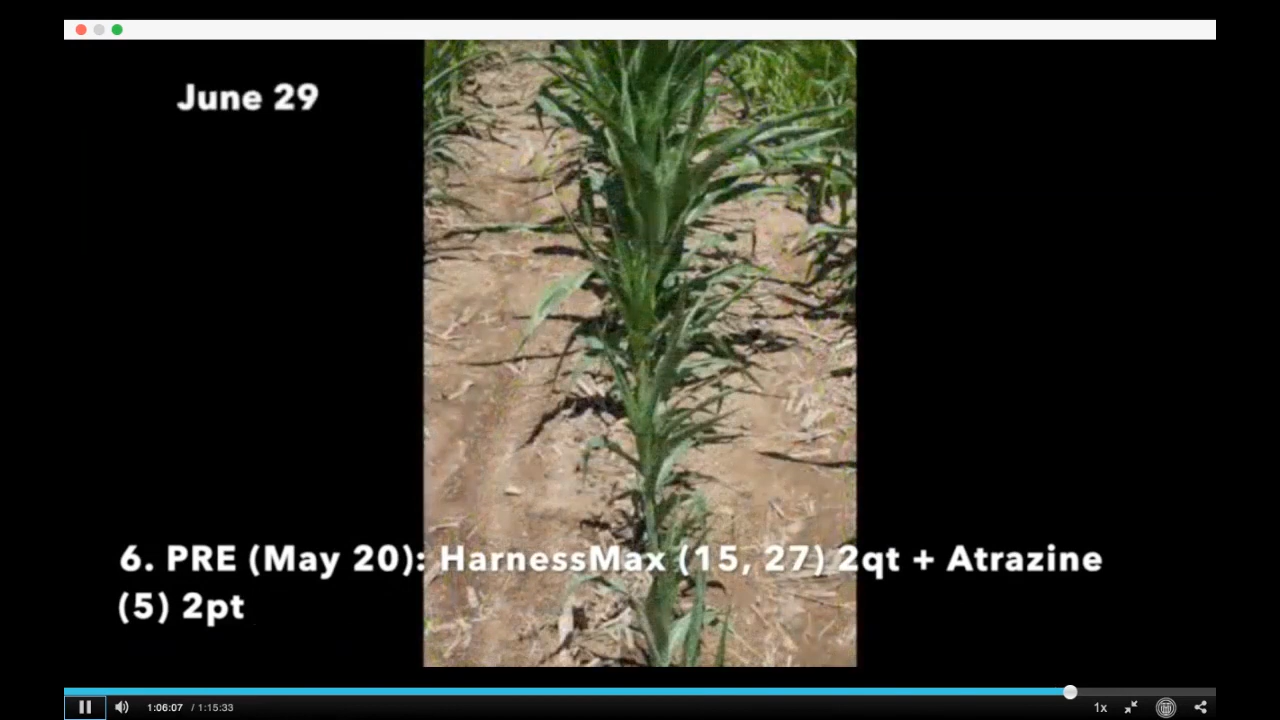 June 29
6. PRE (May 20): HarnessMax (15, 27) 2qt + Atrazine
(5) 2pt
1:06:07 / 1:15:33
1x